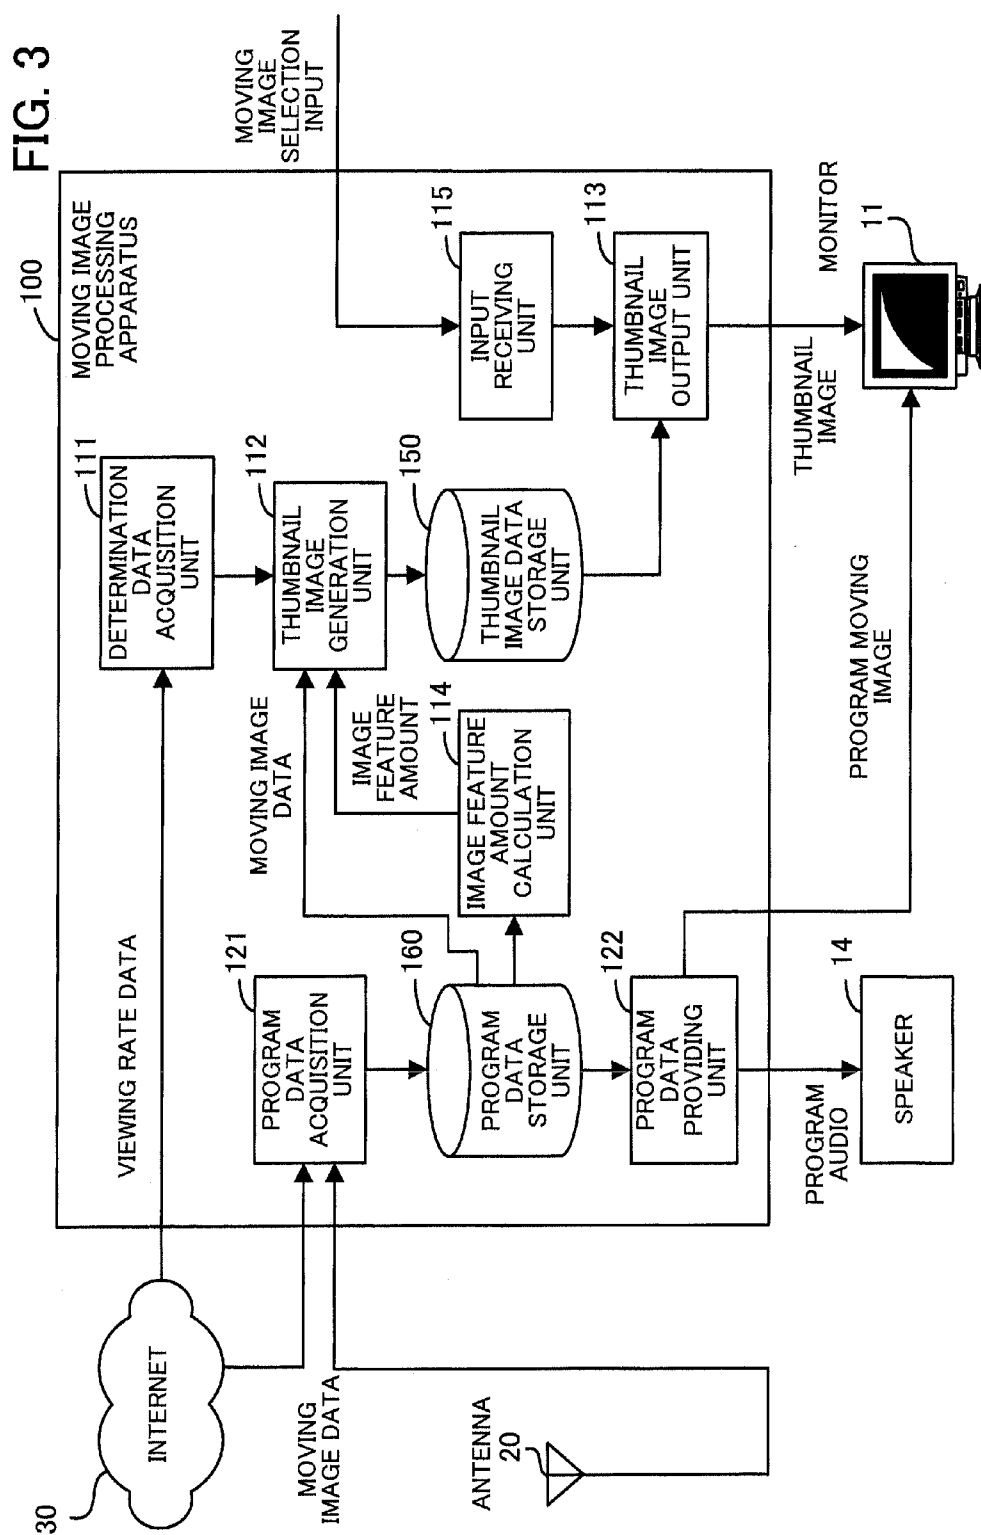 FIG. 3
100
MOVING IMAGE
PROCESSING
APPARATUS
MOVING
IMAGE
SELECTION
INPUT
30
INTERNET
VIEWING RATE DATA
111
DETERMINATION
DATA
ACQUISITION
UNIT
MOVING
IMAGE DATA
121
PROGRAM
DATA
ACQUISITION
UNIT
MOVING IMAGE
DATA
112
THUMBNAIL
IMAGE
GENERATION
UNIT
IMAGE
FEATURE
AMOUNT
ANTENNA
20
160
PROGRAM
DATA
STORAGE
UNIT
114
IMAGE FEATURE
AMOUNT
CALCULATION
UNIT
150
THUMBNAIL
IMAGE DATA
STORAGE
UNIT
115
INPUT
RECEIVING
UNIT
122
PROGRAM
DATA
PROVIDING
UNIT
113
THUMBNAIL
IMAGE
OUTPUT UNIT
PROGRAM
AUDIO
14
SPEAKER
PROGRAM MOVING
IMAGE
THUMBNAIL
IMAGE
MONITOR
11